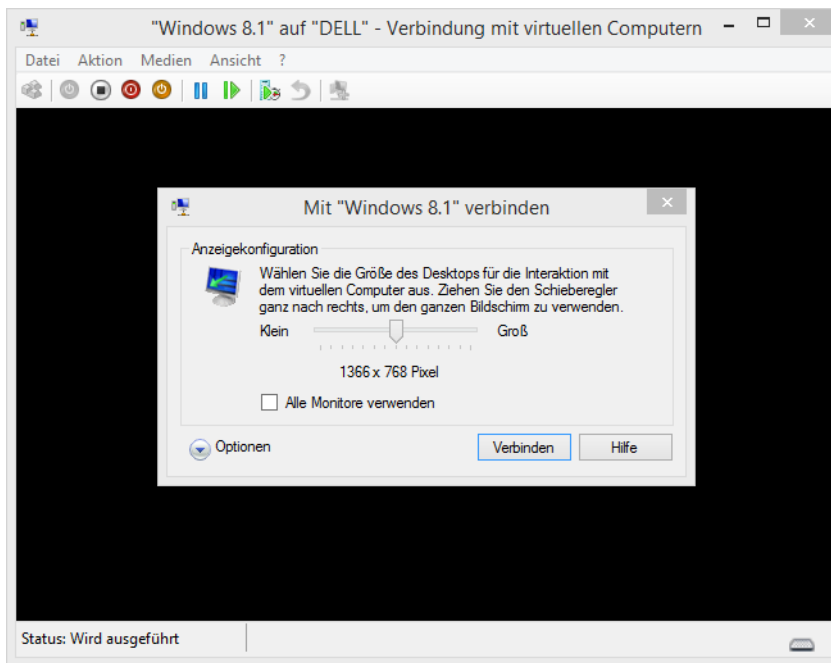 "Windows 8.1" auf "DELL" - Verbindung mit virtuellen Computern
Datei Aktion Medien Ansicht ?
Mit "Windows 8.1" verbinden
Anzeigekonfiguration
Wählen Sie die Größe des Desktops für die Interaktion mit
dem virtuellen Computer aus. Ziehen Sie den Schieberegler
ganz nach rechts, um den ganzen Bildschirm zu verwenden.
Klein Groß
1366 x 768 Pixel
Alle Monitore verwenden
Optionen Verbinden Hilfe
Status: Wird ausgeführt